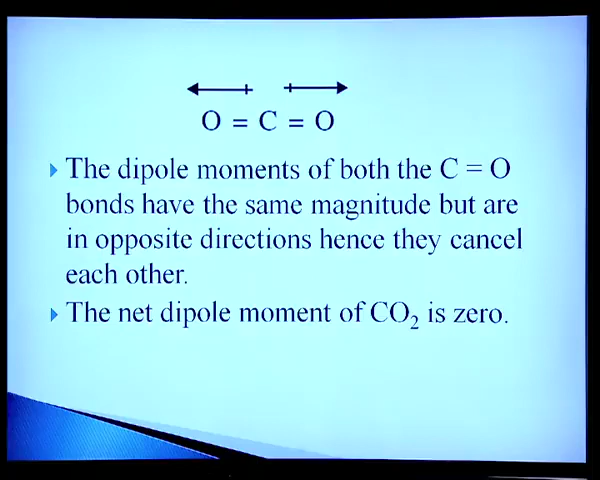 O = C = O
The dipole moments of both the C = O
bonds have the same magnitude but are
in opposite directions hence they cancel
each other.
The net dipole moment of CO₂ is zero.